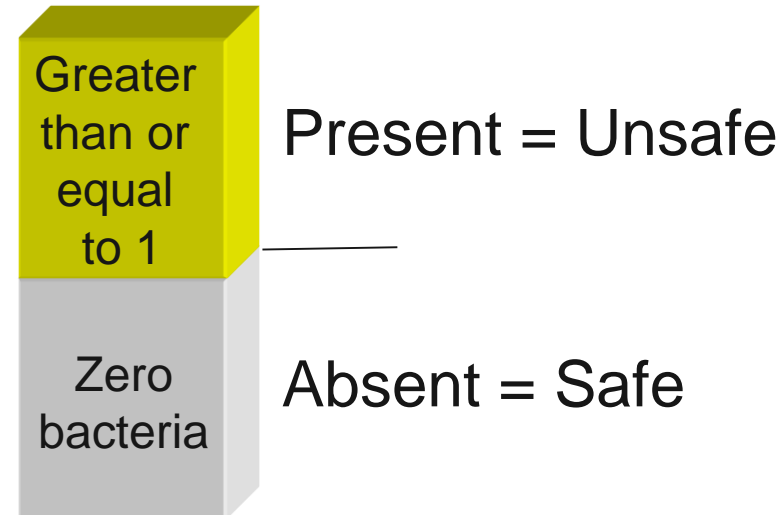 Greater
than or
equal
to 1
Present = Unsafe
Zero
bacteria
Absent = Safe